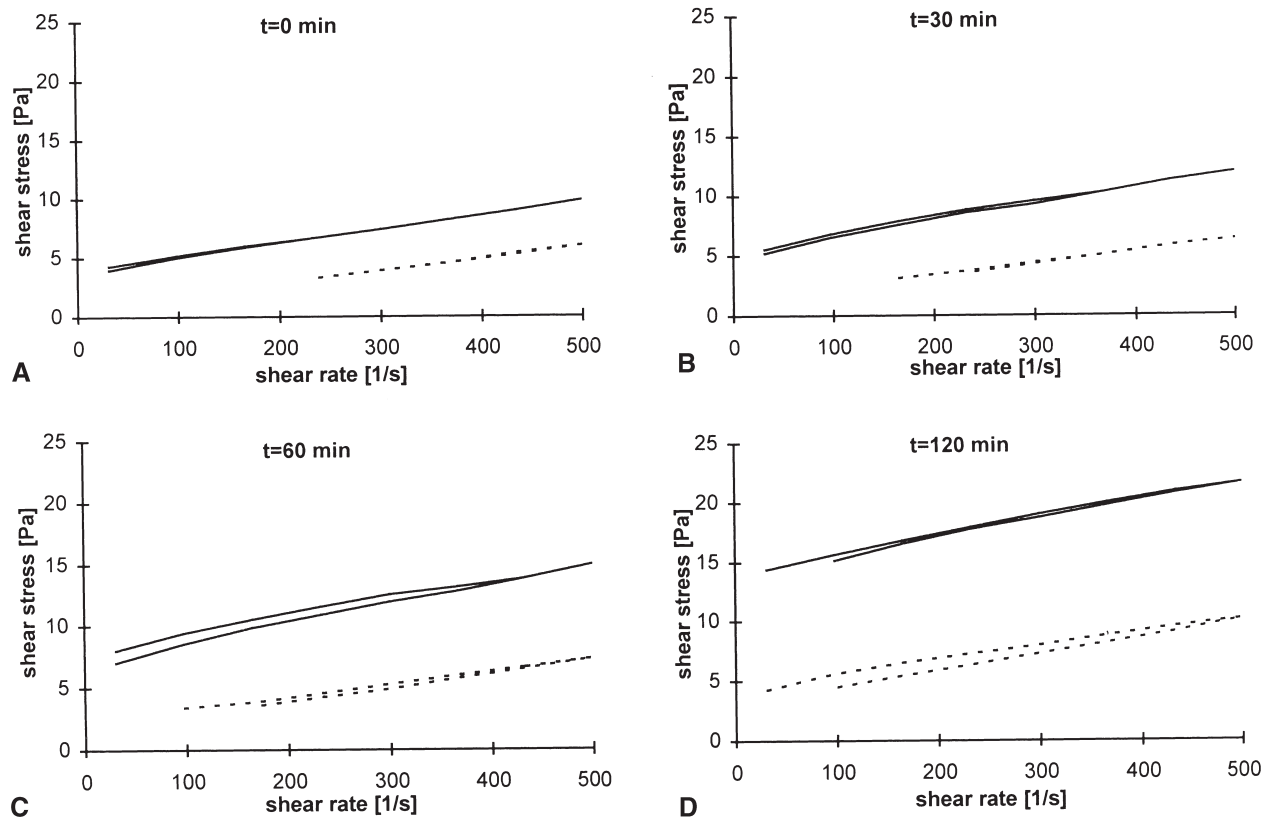 t=0 min
25
20
15
10
5
0
shear stress [Pa]
0 100 200 300 400 500
shear rate [1/s]
A
t=30 min
25
20
15
10
5
0
shear stress [Pa]
0 100 200 300 400 500
shear rate [1/s]
B
t=60 min
25
20
15
10
5
0
shear stress [Pa]
0 100 200 300 400 500
shear rate [1/s]
C
t=120 min
25
20
15
10
5
0
shear stress [Pa]
0 100 200 300 400 500
shear rate [1/s]
D